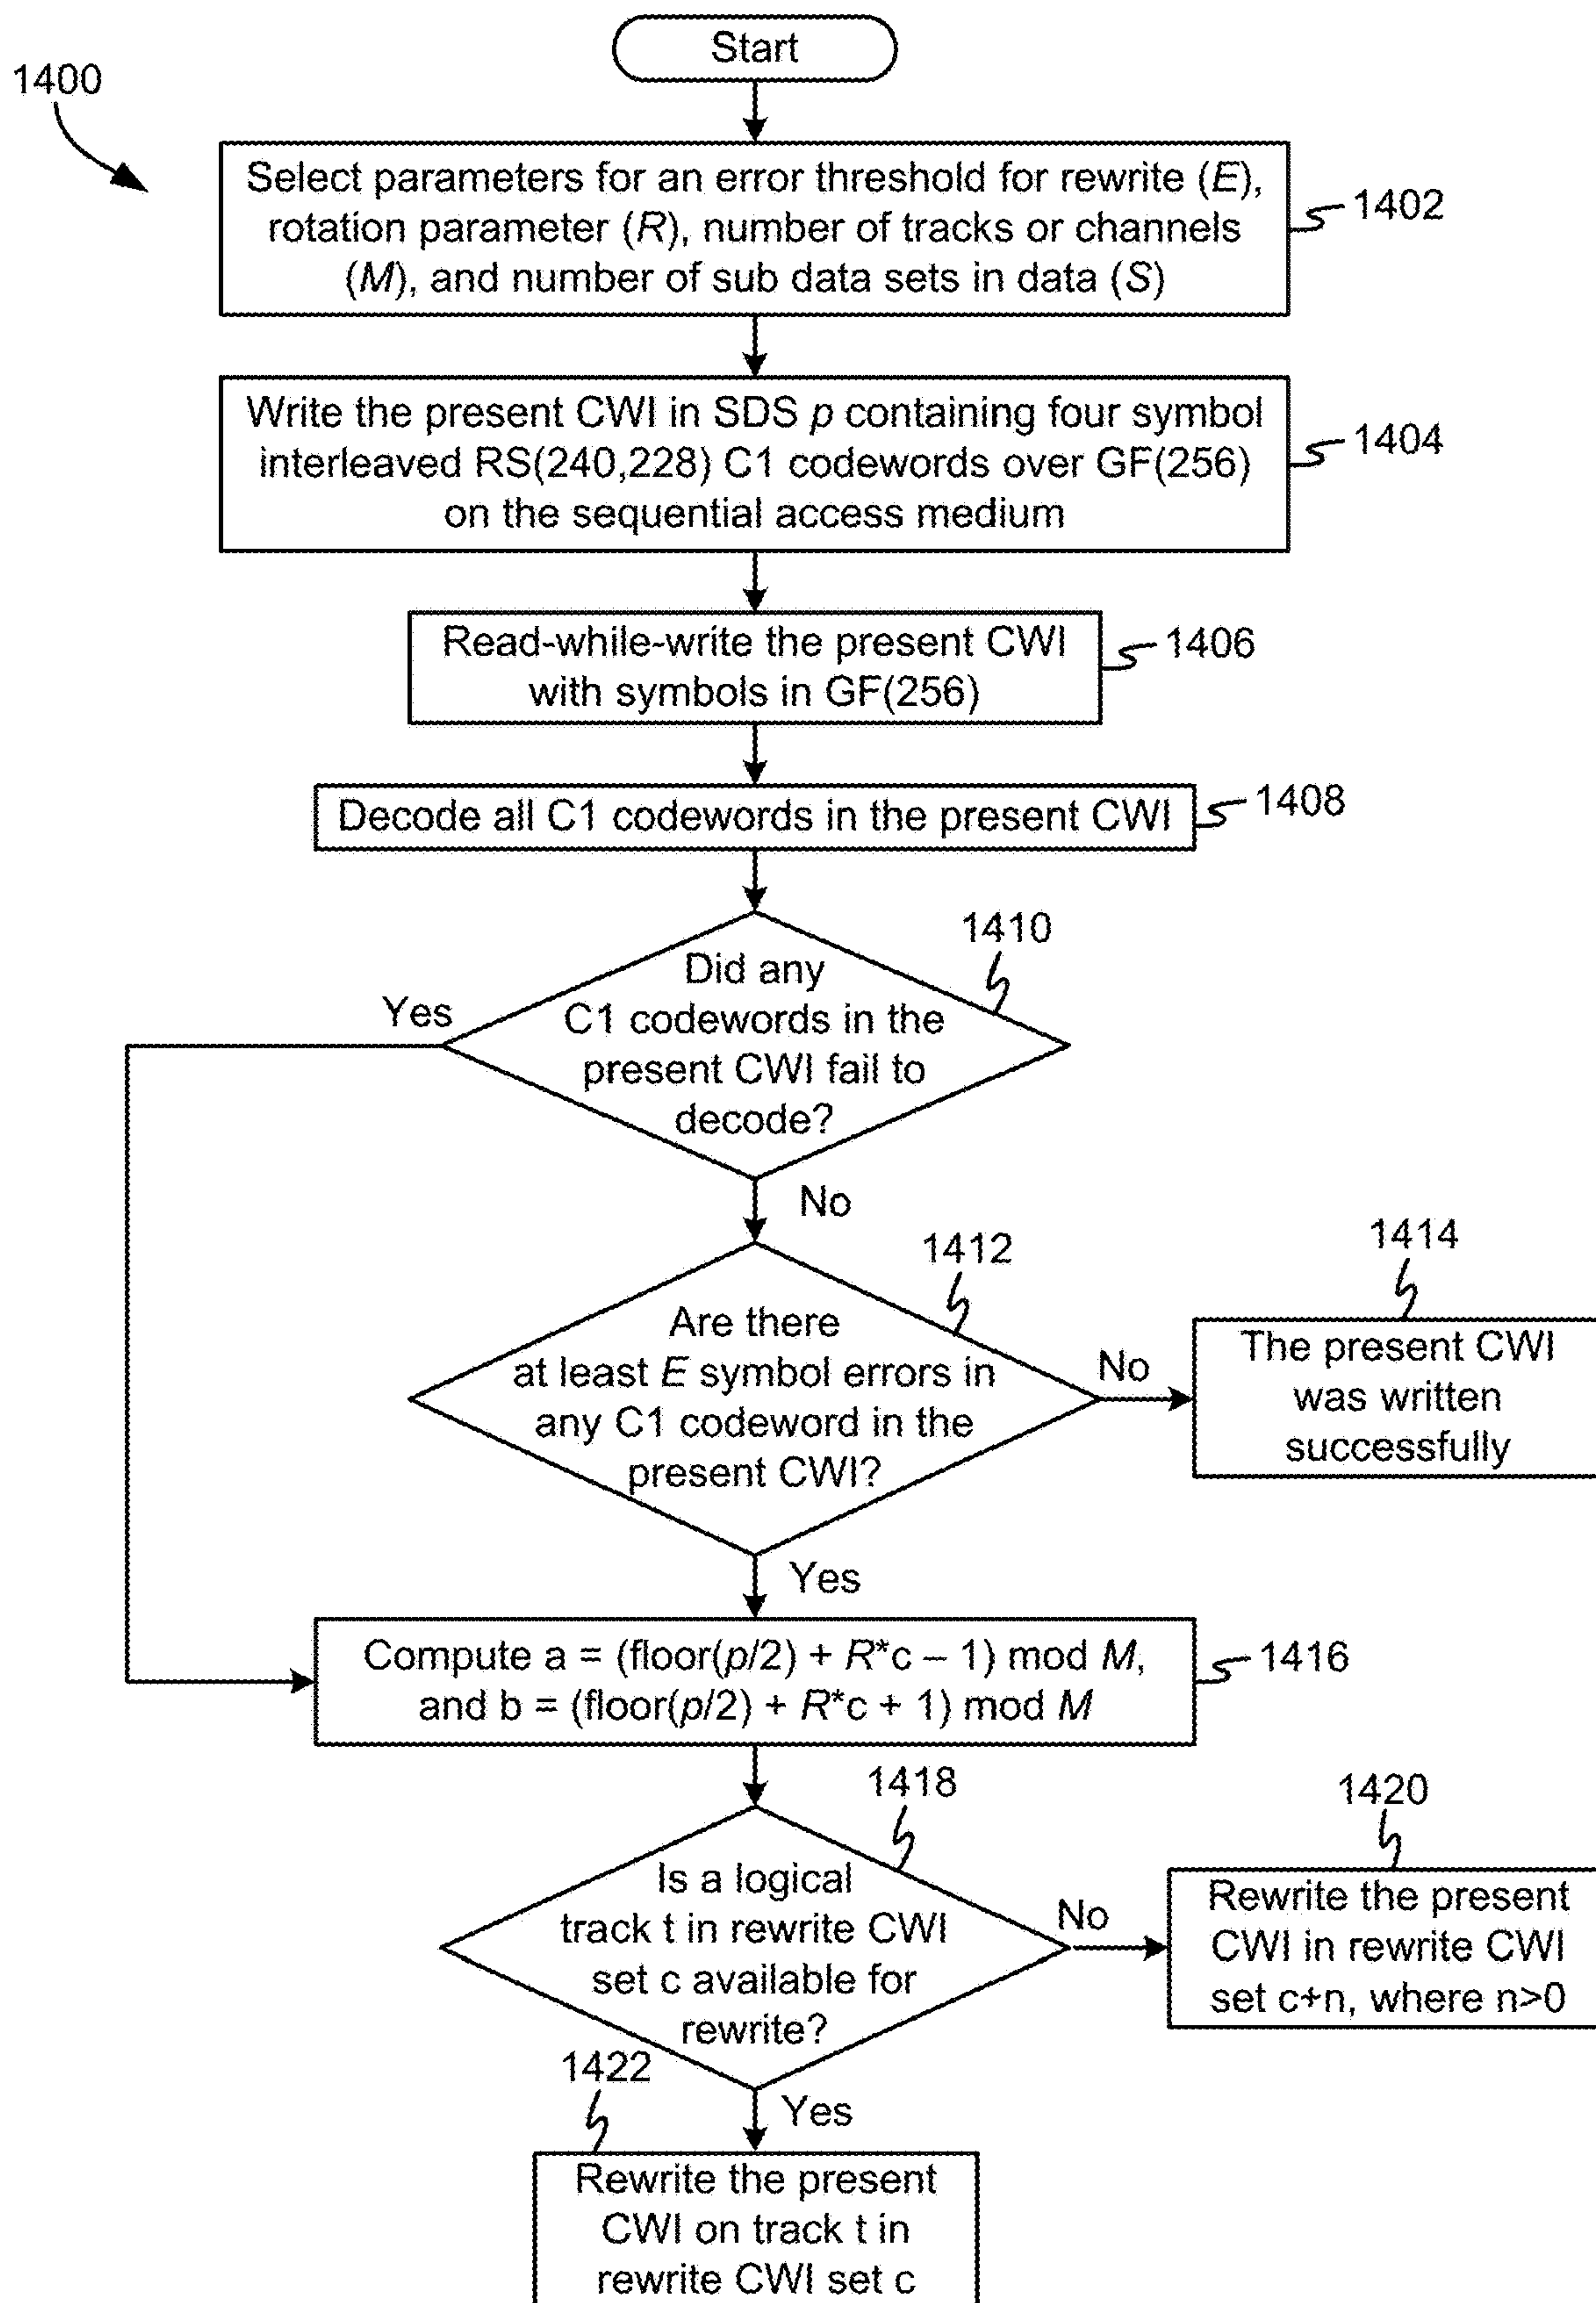 Start
1400
Select parameters for an error threshold for rewrite (E),
rotation parameter (R), number of tracks or channels
(M), and number of sub data sets in data (S)
1402
Write the present CWI in SDS p containing four symbol
interleaved RS(240,228) C1 codewords over GF(256)
on the sequential access medium
1404
Read-while-write the present CWI
with symbols in GF(256)
1406
Decode all C1 codewords in the present CWI
1408
1410
Did any
C1 codewords in the
present CWI fail to
decode?
Yes
No
1412
Are there
at least E symbol errors in
any C1 codeword in the
present CWI?
No
1414
The present CWI
was written
successfully
Yes
Compute a = (floor(p/2) + R*c – 1) mod M,
and b = (floor(p/2) + R*c + 1) mod M
1416
1418
Is a logical
track t in rewrite CWI
set c available for
rewrite?
No
1420
Rewrite the present
CWI in rewrite CWI
set c+n, where n>0
1422
Yes
Rewrite the present
CWI on track t in
rewrite CWI set c